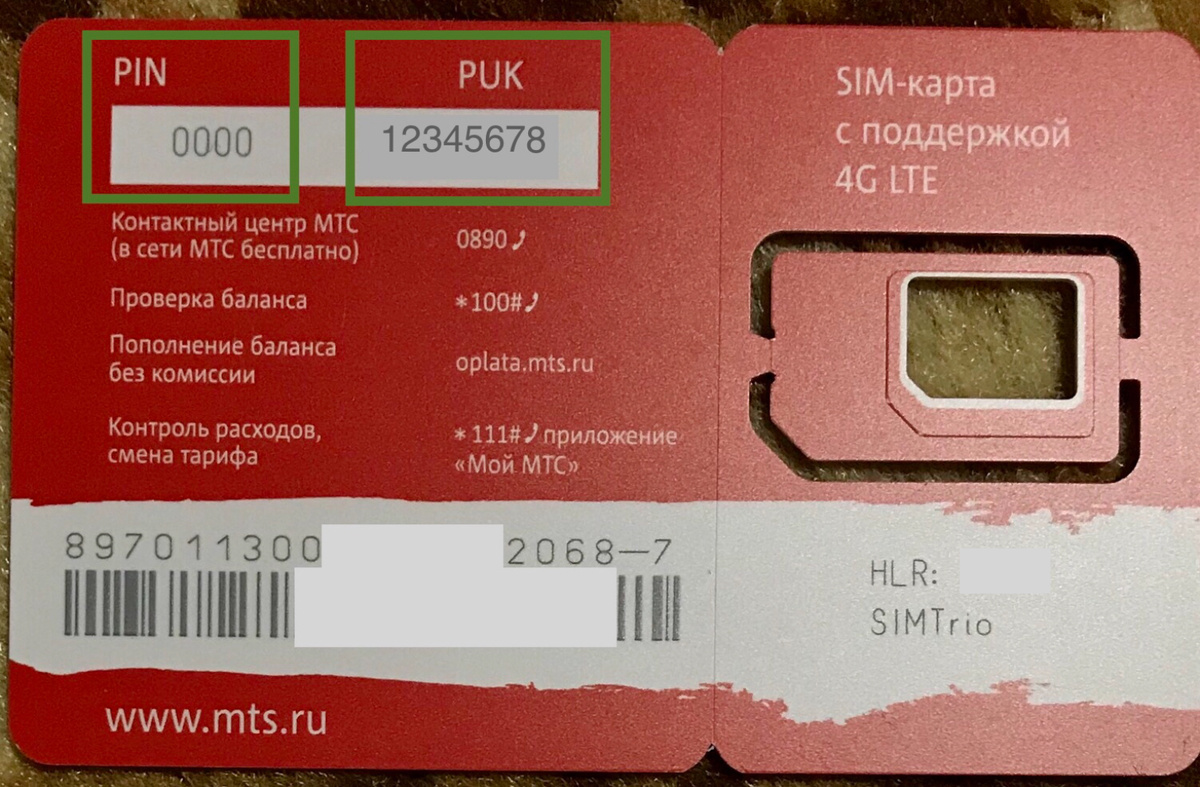 PIN PUK
0000 12345678
Контактный центр МТС
(в сети МТС бесплатно) 0890
Проверка баланса *100#
Пополнение баланса
без комиссии oplata.mts.ru
Контроль расходов, *111# приложение
смена тарифа «Мой МТС»
897011300 2068–7
www.mts.ru
SIM-карта
с поддержкой
4G LTE
HLR:
SIMTrio